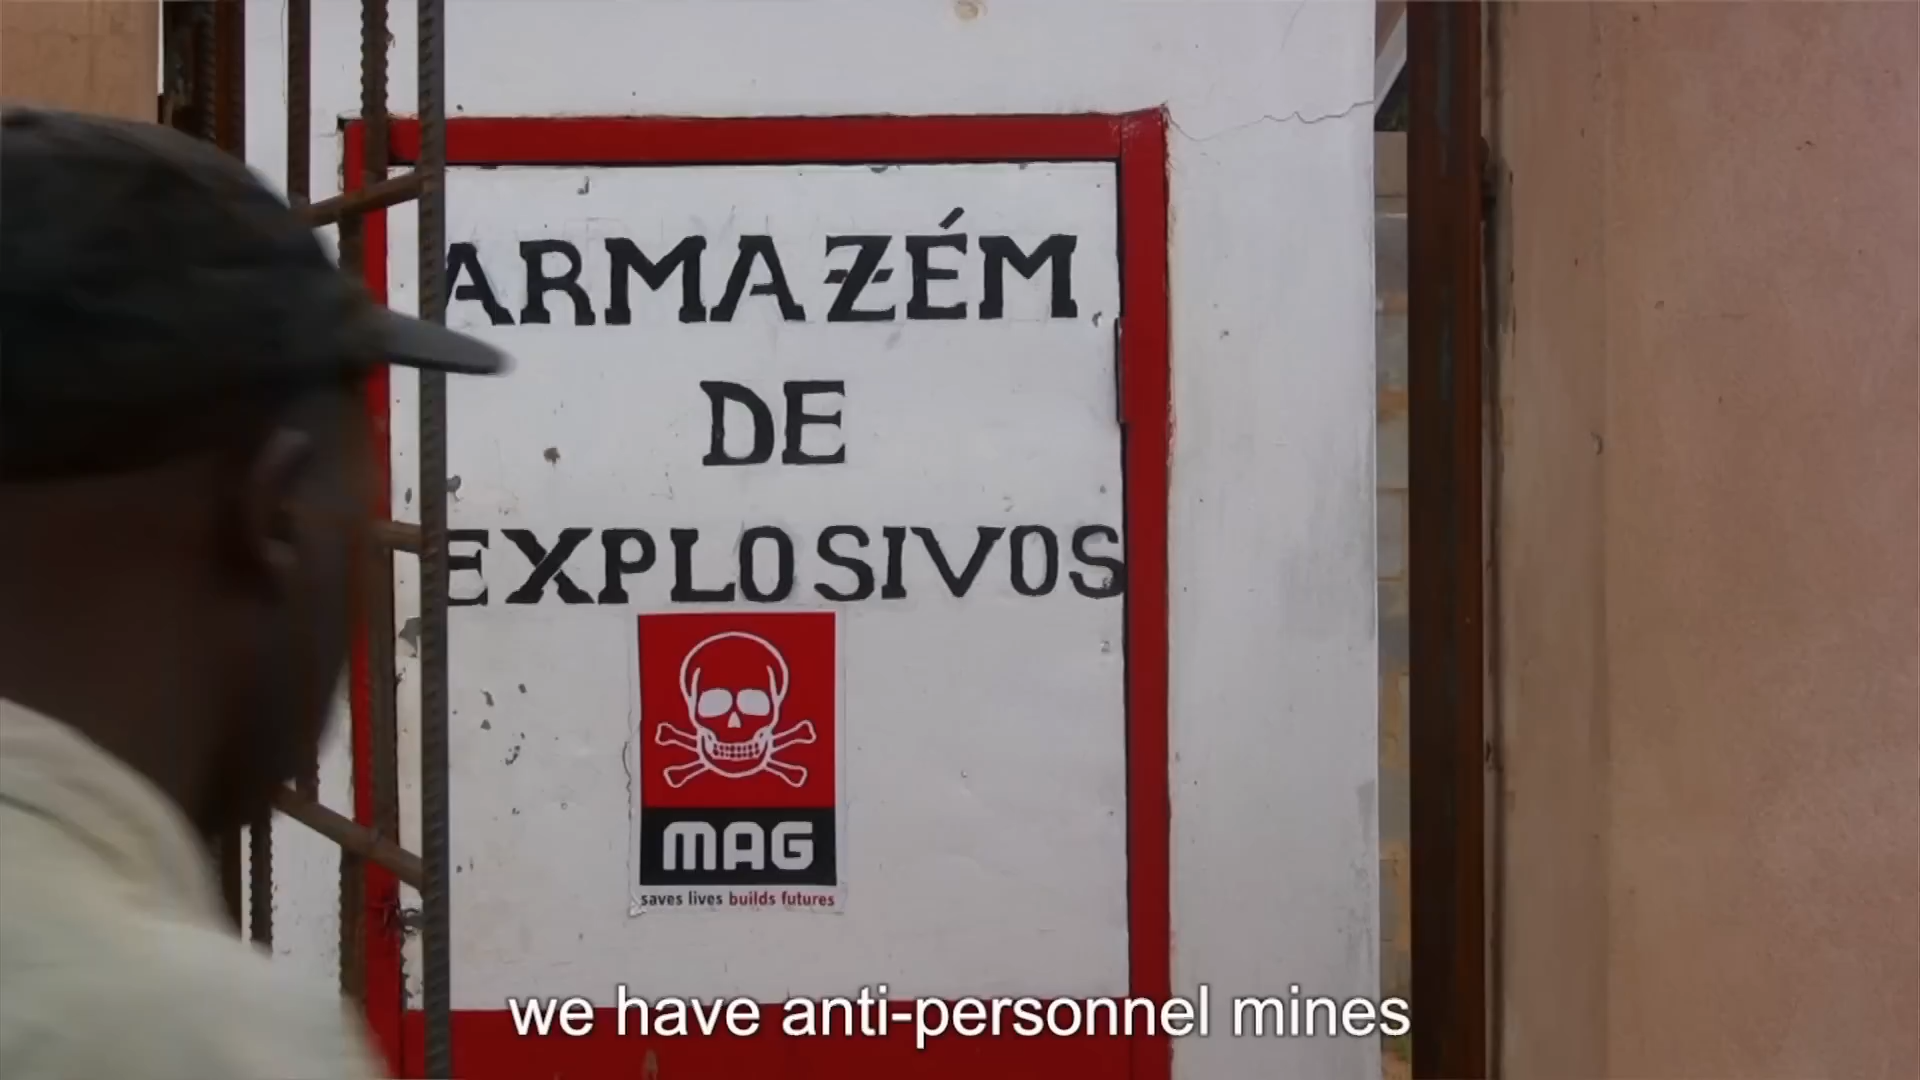 ARMAZÉM
DE
EXPLOSIVOS
MAG
saves lives builds futures
we have anti-personnel mines